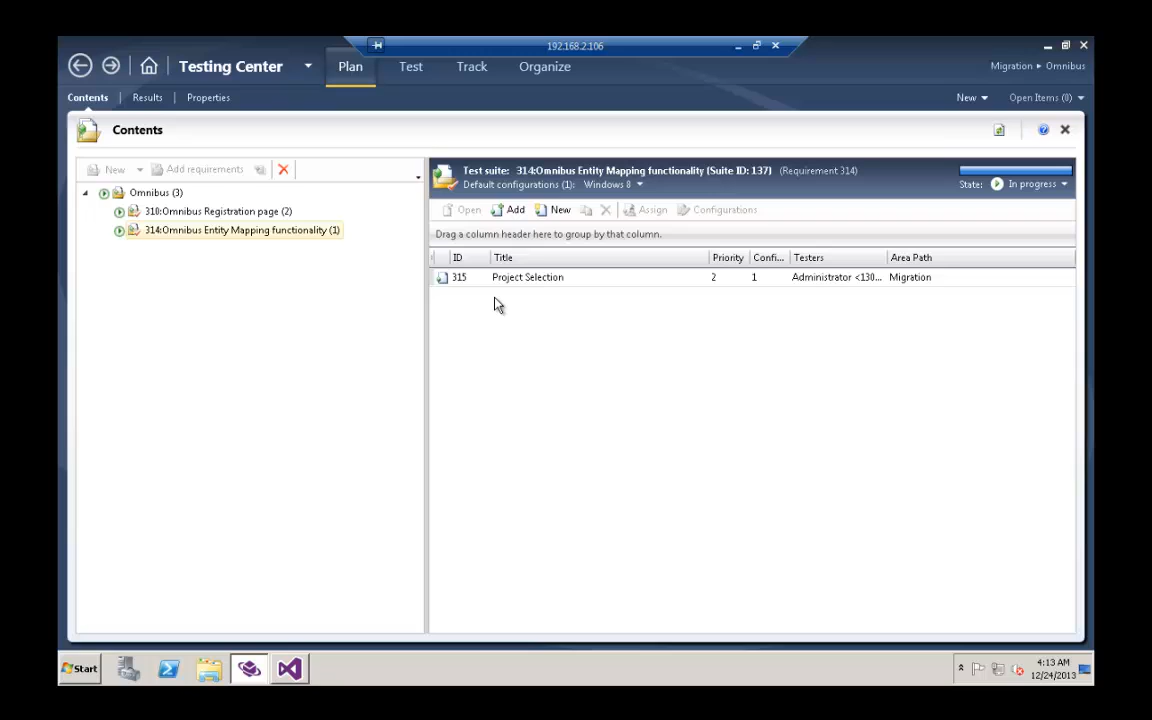 192.168.2.106
Testing Center
Plan
Test
Track
Organize
Migration ▸ Omnibus
Contents
Results
Properties
New
Open Items (0)
Contents
New
Add requirements
Omnibus (3)
310:Omnibus Registration page (2)
314:Omnibus Entity Mapping functionality (1)
Test suite: 314:Omnibus Entity Mapping functionality (Suite ID: 137) (Requirement 314)
Default configurations (1): Windows 8
State: In progress
Open
Add
New
Assign
Configurations
Drag a column header here to group by that column.
ID Title Priority Confi... Testers Area Path
315 Project Selection 2 1 Administrator <130... Migration
Start
4:13 AM
12/24/2013